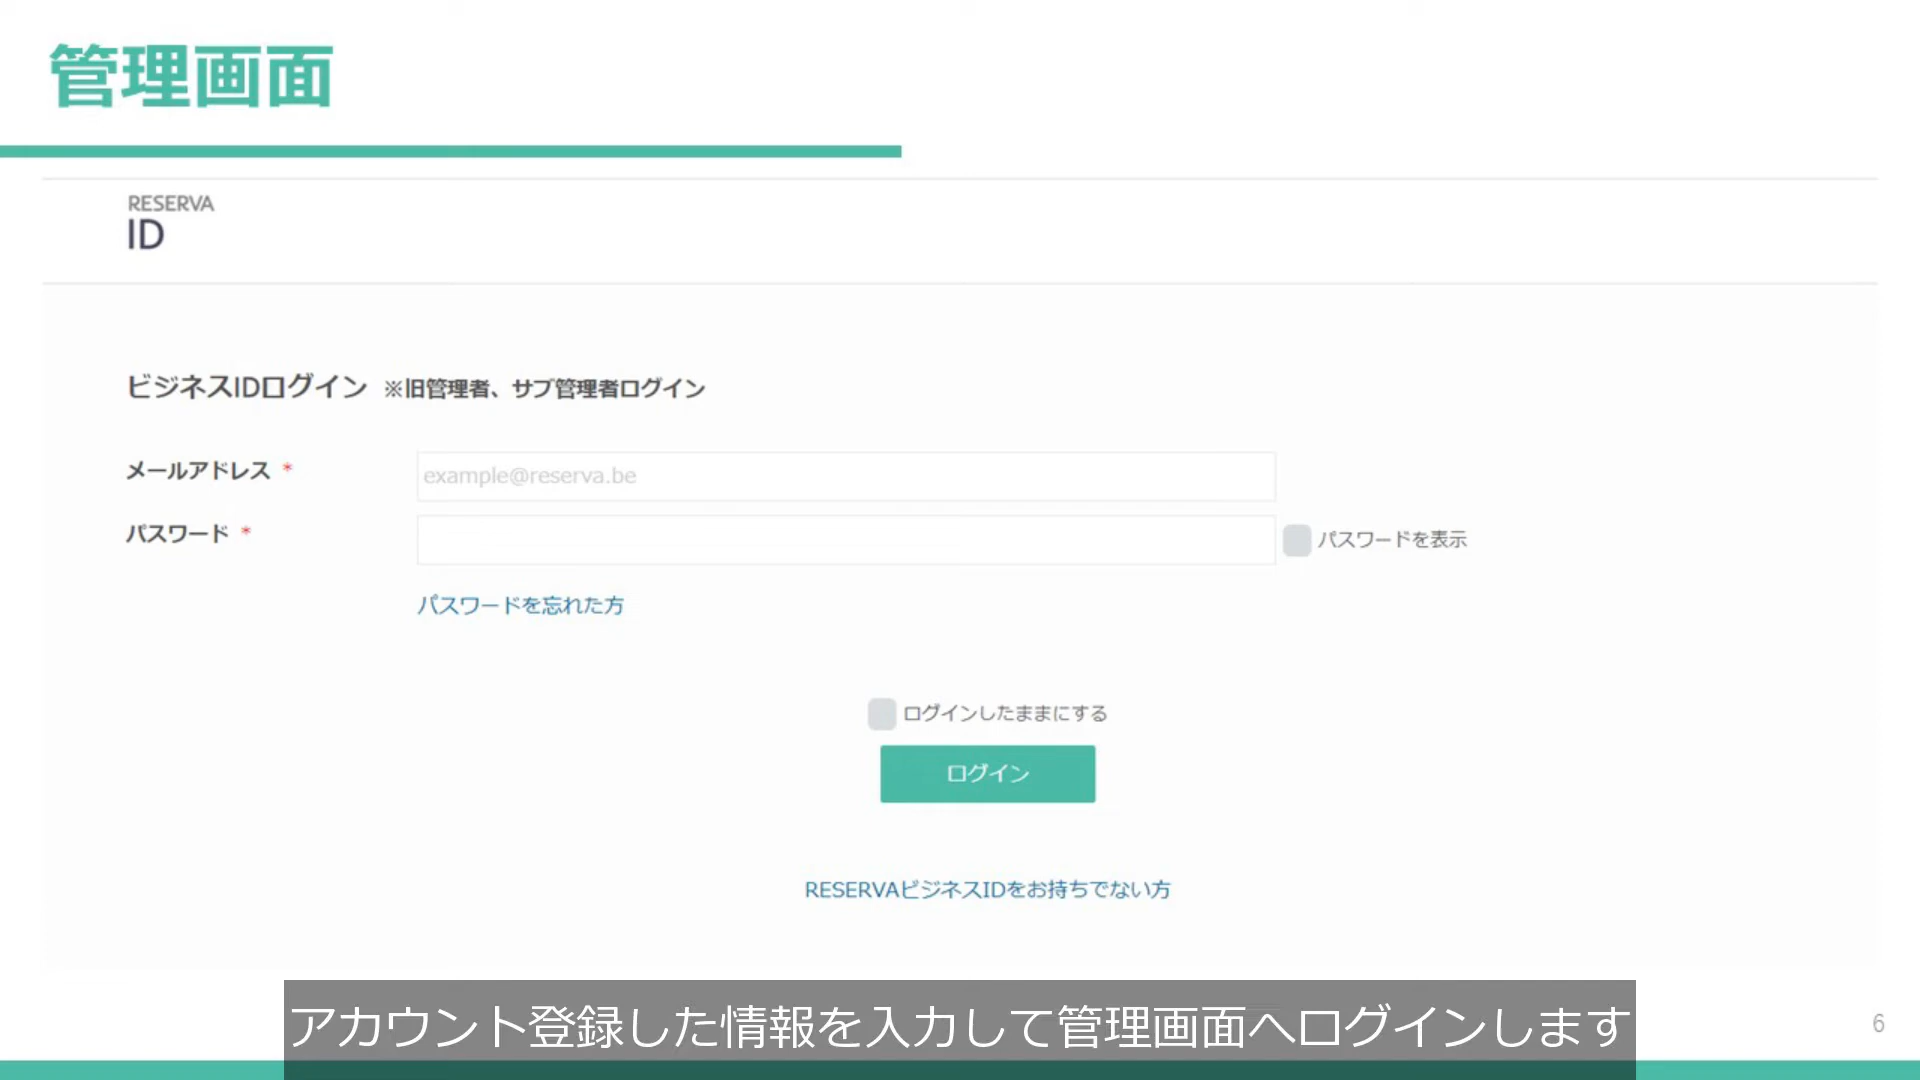 管理画面
RESERVA
ID
ビジネスIDログイン ※旧管理者、サブ管理者ログイン
メールアドレス *
example@reserva.be
パスワード *
パスワードを表示
パスワードを忘れた方
ログインしたままにする
ログイン
RESERVAビジネスIDをお持ちでない方
アカウント登録した情報を入力して管理画面へログインします
6